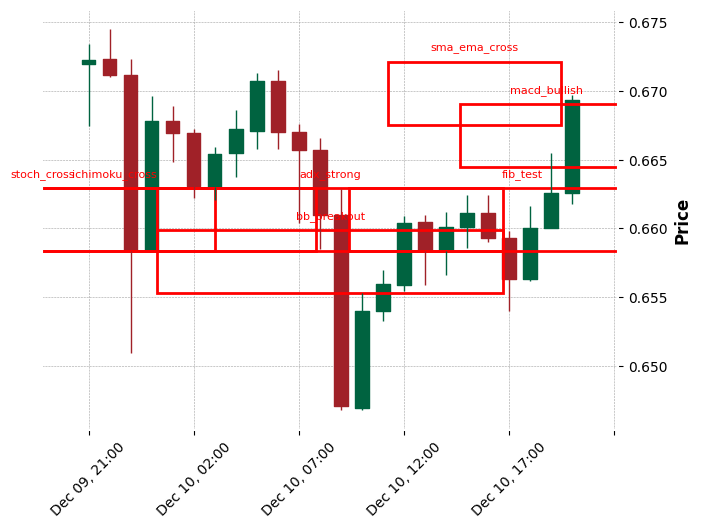 0.675
sma_ema_cross
0.670
macd_bullish
0.665
stoch_cross
adx_strong
fib_test
0.660
bb_breakout
0.655
0.650
Price
Dec 09, 21:00
Dec 10, 02:00
Dec 10, 07:00
Dec 10, 12:00
Dec 10, 17:00